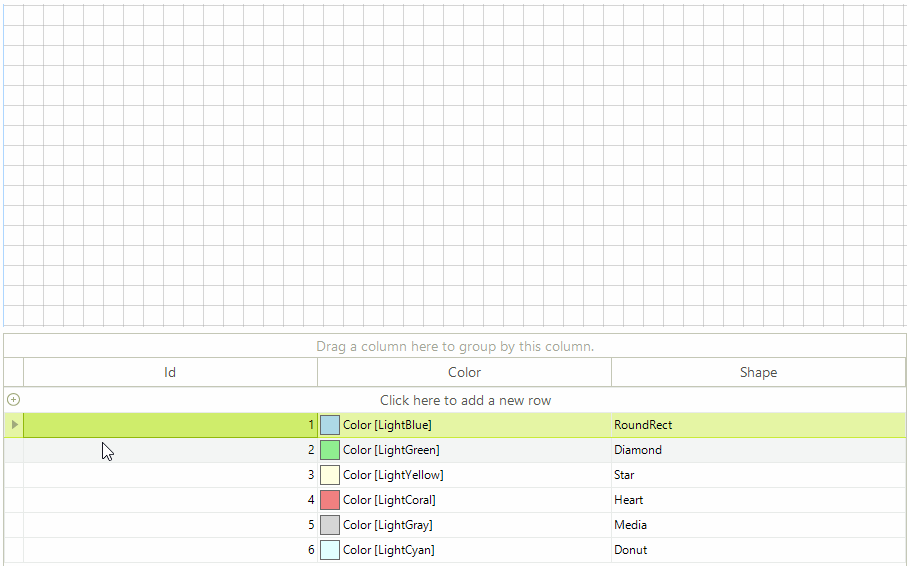 Drag a column here to group by this column.
Id Color Shape
Click here to add a new row
1 Color [LightBlue] RoundRect
2 Color [LightGreen] Diamond
3 Color [LightYellow] Star
4 Color [LightCoral] Heart
5 Color [LightGray] Media
6 Color [LightCyan] Donut